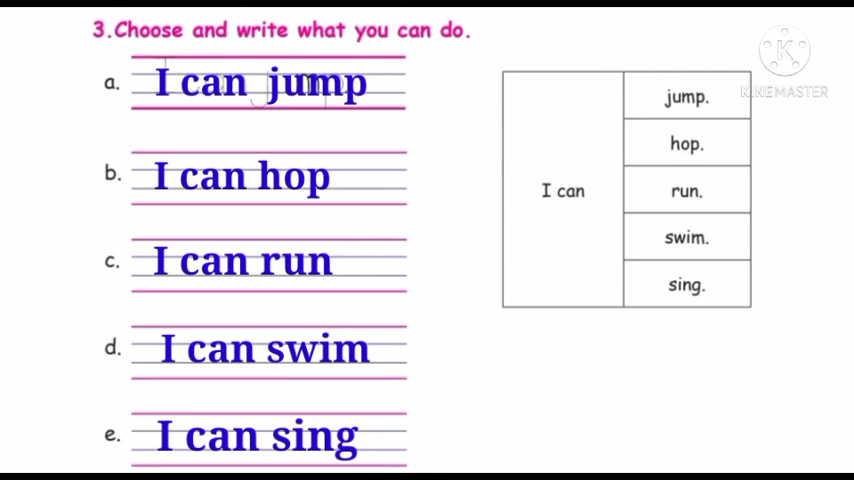 3.Choose and write what you can do.
a. I can jump
b. I can hop
c. I can run
d. I can swim
e. I can sing
I can
jump.
hop.
run.
swim.
sing.
K
KINEMASTER